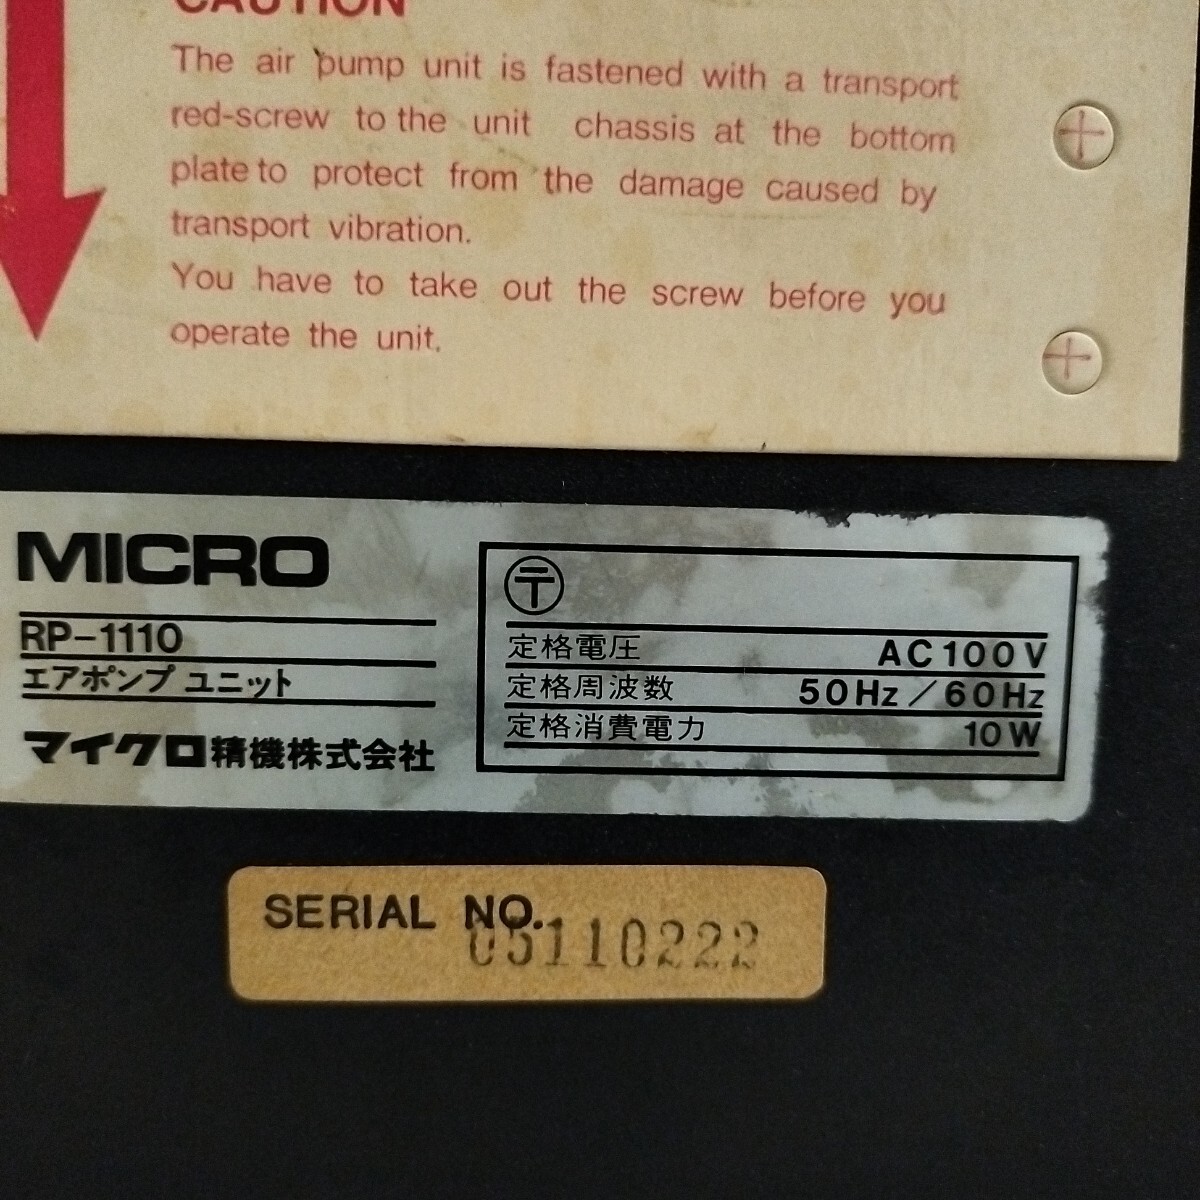 CAUTION
The air pump unit is fastened with a transport
red-screw to the unit chassis at the bottom
plate to protect from the damage caused by
transport vibration.
You have to take out the screw before you
operate the unit.
MICRO
RP-1110
エアポンプ ユニット
マイクロ精機株式会社
〒
定格電圧 AC100V
定格周波数 50Hz/60Hz
定格消費電力 10W
SERIAL NO.
05110222